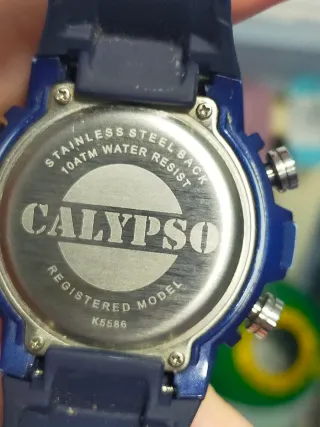 STAINLESS STEEL BACK
10ATM WATER RESIST
CALYPSO
REGISTERED MODEL
K5586